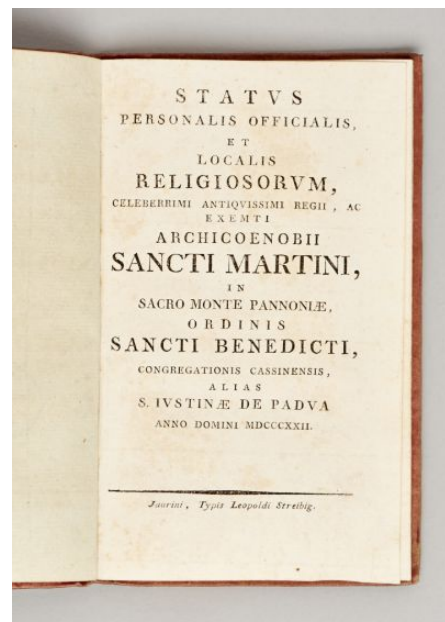 STATVS
PERSONALIS OFFICIALIS,
ET
LOCALIS
RELIGIOSORVM,
CELEBERRIMI ANTIQVISSIMI REGII, AC
EXEMTI
ARCHICOENOBII
SANCTI MARTINI,
IN
SACRO MONTE PANNONIÆ,
ORDINIS
SANCTI BENEDICTI,
CONGREGATIONIS CASSINENSIS,
ALIAS
S. IVSTINÆ DE PADVA
ANNO DOMINI MDCCCXXII.
Jaurini, Typis Leopoldi Streibig.